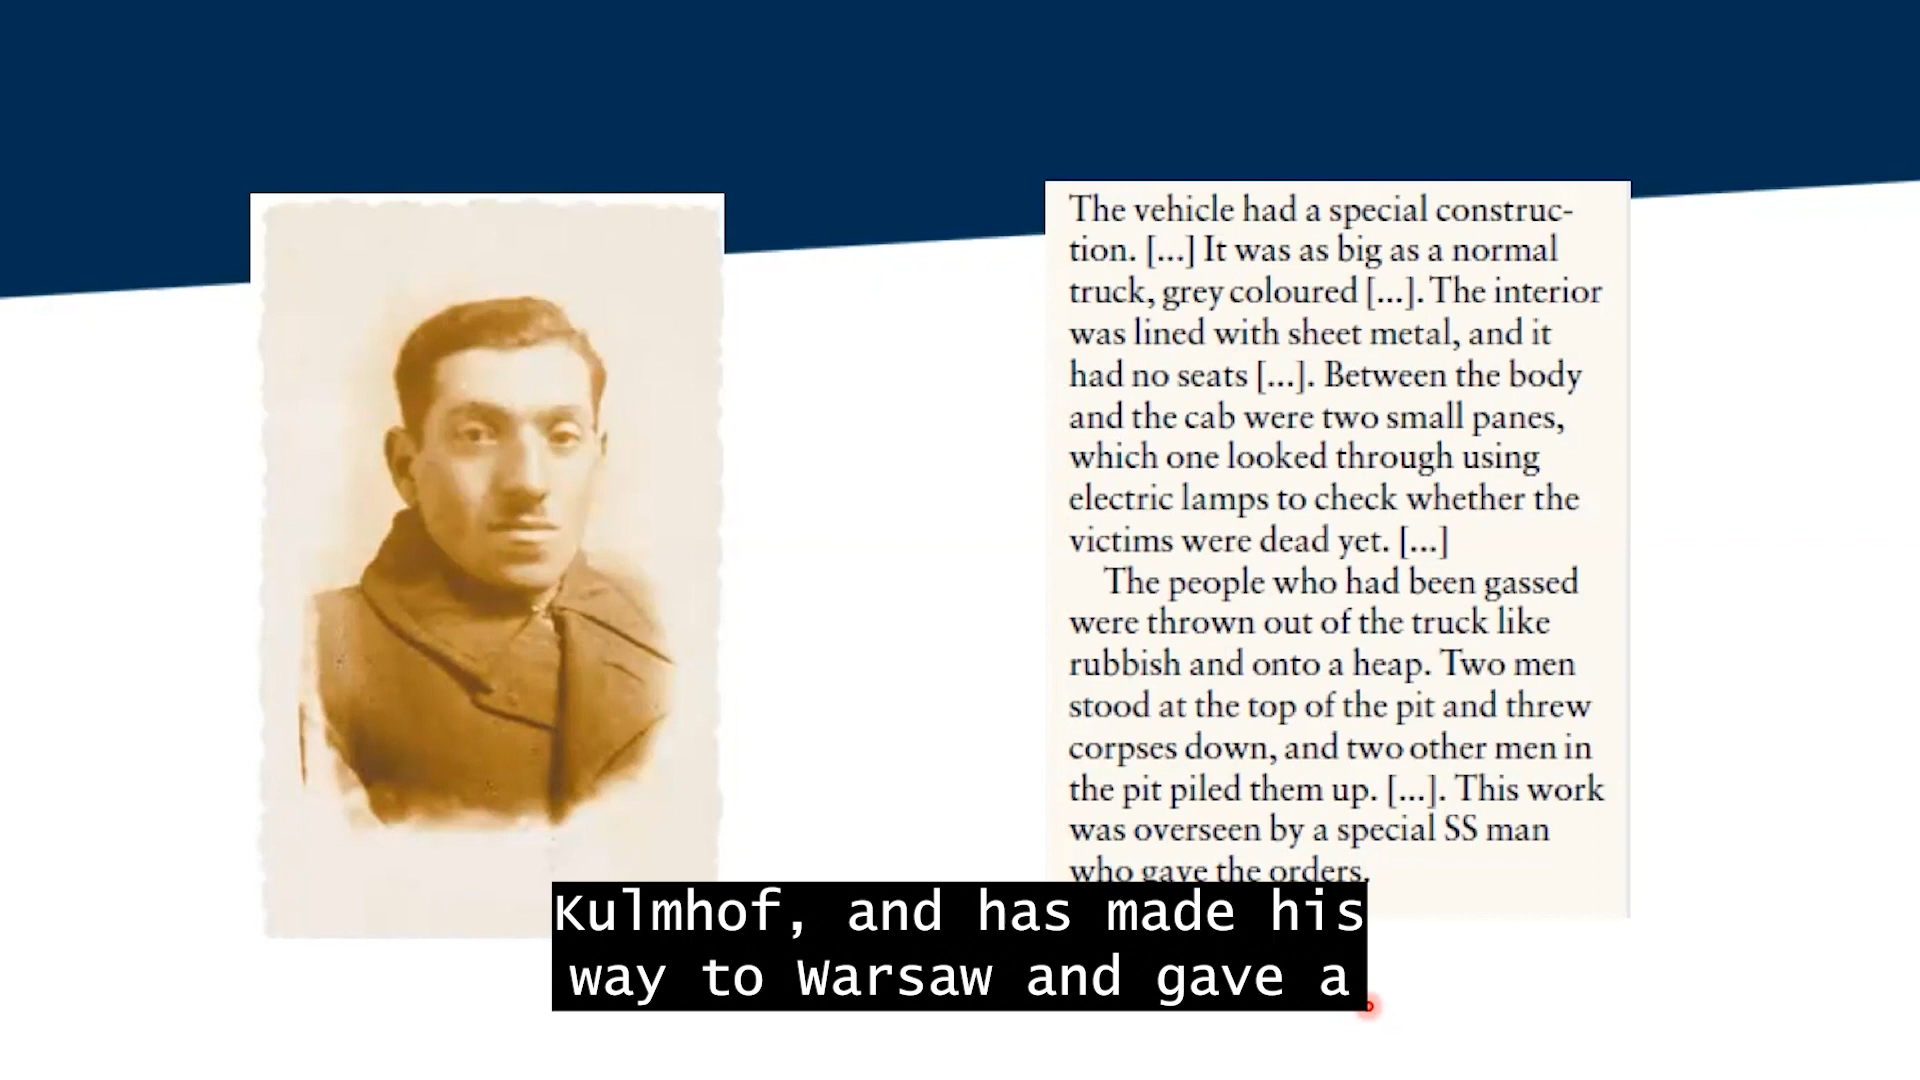 The vehicle had a special construc-
tion. [...] It was as big as a normal
truck, grey coloured [...]. The interior
was lined with sheet metal, and it
had no seats [...]. Between the body
and the cab were two small panes,
which one looked through using
electric lamps to check whether the
victims were dead yet. [...]
The people who had been gassed
were thrown out of the truck like
rubbish and onto a heap. Two men
stood at the top of the pit and threw
corpses down, and two other men in
the pit piled them up. [...]. This work
was overseen by a special SS man
who gave the orders.
Kulmhof, and has made his
way to Warsaw and gave a